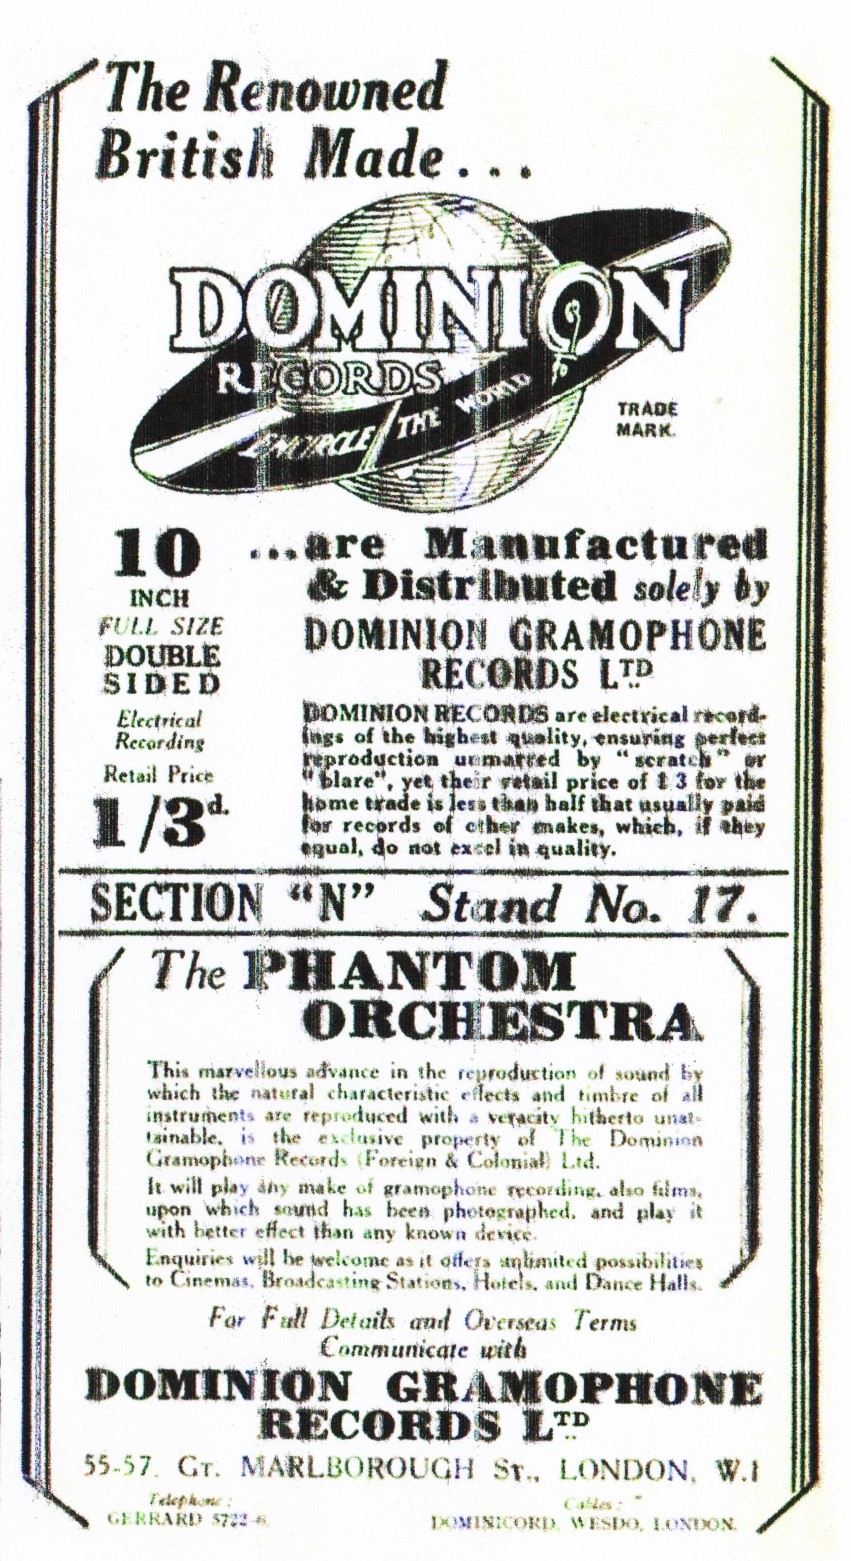 The Renowned
British Made...
DOMINION
RECORDS
ENCIRCLE THE WORLD
TRADE
MARK.
10
INCH
FULL SIZE
DOUBLE
SIDED
Electrical
Recording
Retail Price
1/3d.
...are Manufactured
& Distributed solely by
DOMINION GRAMOPHONE
RECORDS LTD.
DOMINION RECORDS are electrical record-
ings of the highest quality, ensuring perfect
reproduction unmarred by "scratch" or
"blare", yet their retail price of 1 3 for the
home trade is less than half that usually paid
for records of other makes, which, if they
equal, do not excel in quality.
SECTION "N" Stand No. 17.
The PHANTOM
ORCHESTRA
This marvellous advance in the reproduction of sound by
which the natural characteristic effects and timbre of all
instruments are reproduced with a veracity hitherto unat-
tainable, is the exclusive property of The Dominion
Gramophone Records (Foreign & Colonial) Ltd.
It will play any make of gramophone recording, also films,
upon which sound has been photographed, and play it
with better effect than any known device.
Enquiries will be welcome as it offers unlimited possibilities
to Cinemas, Broadcasting Stations, Hotels, and Dance Halls.
For Full Details and Overseas Terms
Communicate with
DOMINION GRAMOPHONE
RECORDS LTD.
55-57, GT. MARLBOROUGH ST., LONDON, W.1
Telephone:
GERRARD 5722-6.
Cables:
DOMINICORD, WESDO, LONDON.